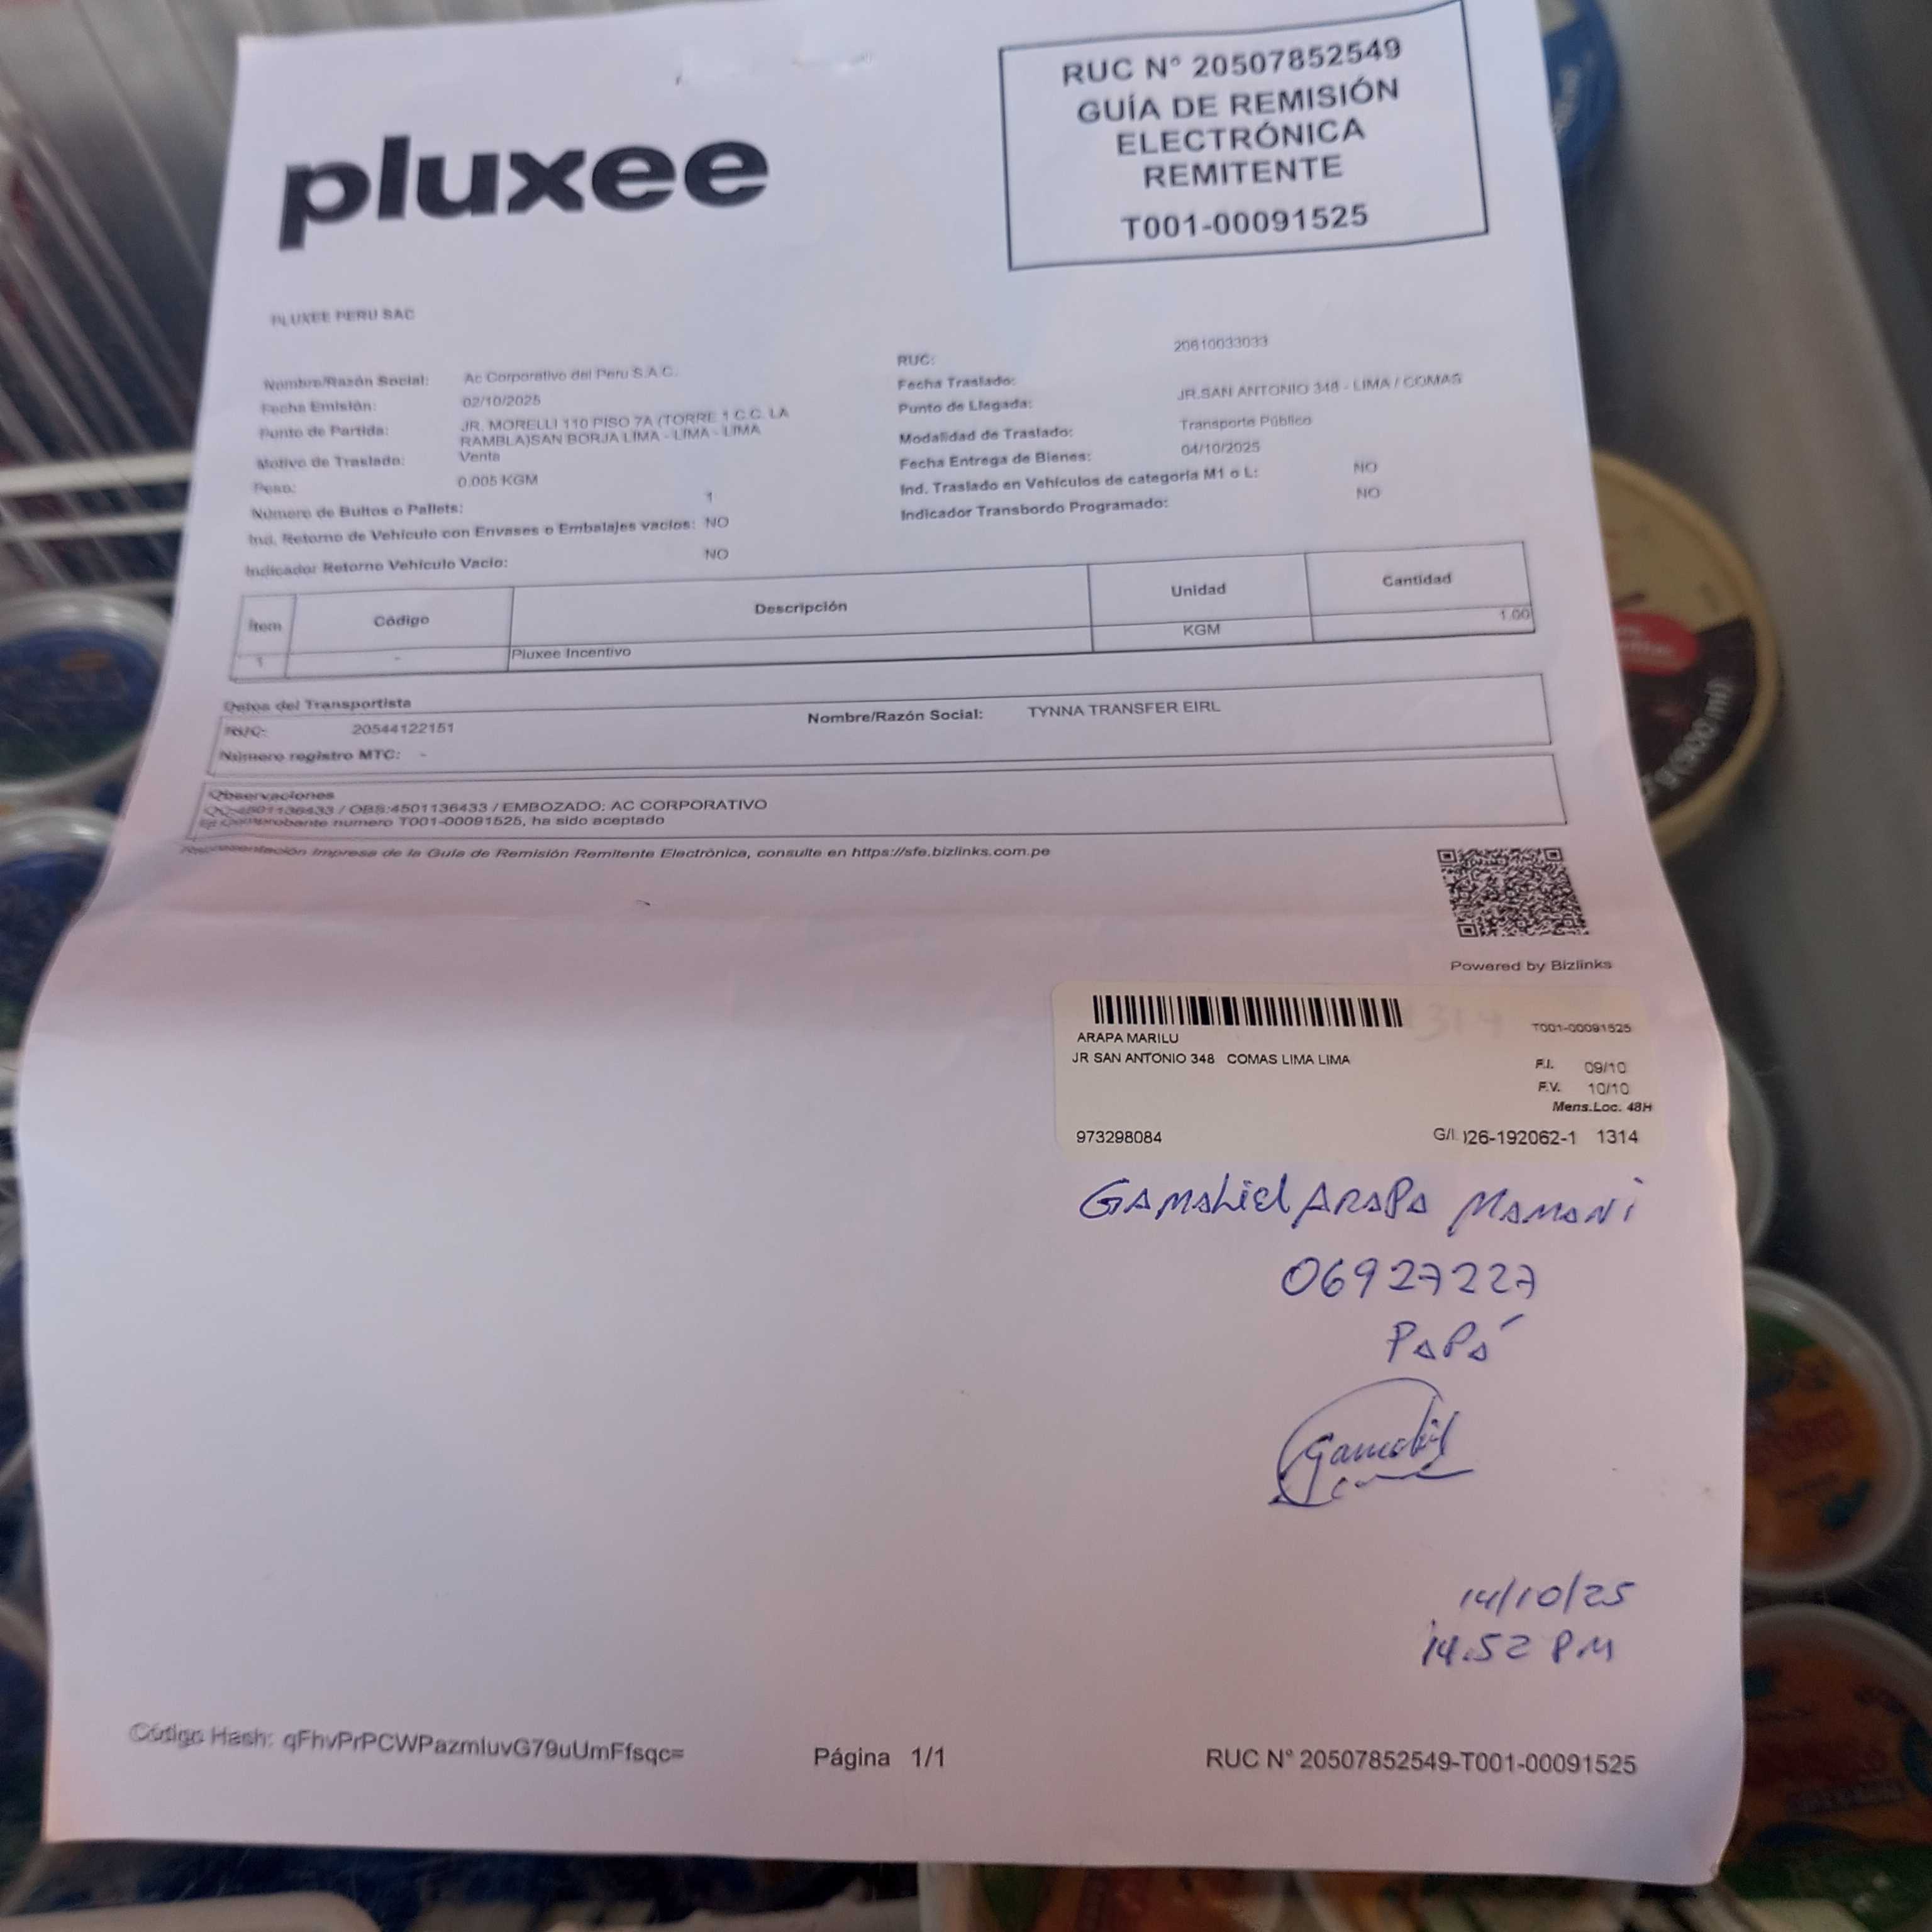 pluxee
RUC N° 20507852549
GUÍA DE REMISIÓN
ELECTRÓNICA
REMITENTE
T001-00091525
PLUXEE PERU SAC
Nombre/Razón Social: Ac Corporativo del Peru S.A.C.
Fecha Emisión: 02/10/2025
Punto de Partida: JR. MORELLI 110 PISO 7A (TORRE 1 C.C. LA
RAMBLA)SAN BORJA LIMA - LIMA - LIMA
Motivo de Traslado: Venta
Peso: 0.005 KGM
Número de Bultos o Pallets: 1
Ind. Retorno de Vehículo con Envases o Embalajes vacíos: NO
Indicador Retorno Vehículo Vacío: NO
RUC: 20610033033
Fecha Traslado:
Punto de Llegada: JR.SAN ANTONIO 348 - LIMA / COMAS
Modalidad de Traslado: Transporte Público
Fecha Entrega de Bienes: 04/10/2025
Ind. Traslado en Vehículos de categoría M1 o L: NO
Indicador Transbordo Programado: NO
Ítem Código Descripción Unidad Cantidad
1 - Pluxee Incentivo KGM 1.00
Datos del Transportista
RUC: 20544122151 Nombre/Razón Social: TYNNA TRANSFER EIRL
Número registro MTC: -
Observaciones
OC:4501136433 / OBS:4501136433 / EMBOZADO: AC CORPORATIVO
El Comprobante numero T001-00091525, ha sido aceptado
Representación Impresa de la Guía de Remisión Remitente Electrónica, consulte en https://sfe.bizlinks.com.pe
Powered by Bizlinks
T001-00091525
ARAPA MARILU
JR SAN ANTONIO 348 COMAS LIMA LIMA
F.I. 09/10
F.V. 10/10
Mens.Loc. 48H
973298084 G/L 26-192062-1 1314
GAMALiel ARAPA MAMANi
06927227
PAPÁ
14/10/25
14.52 PM
Código Hash: qFhvPrPCWPazmIuvG79uUmFfsqc= Página 1/1 RUC N° 20507852549-T001-00091525